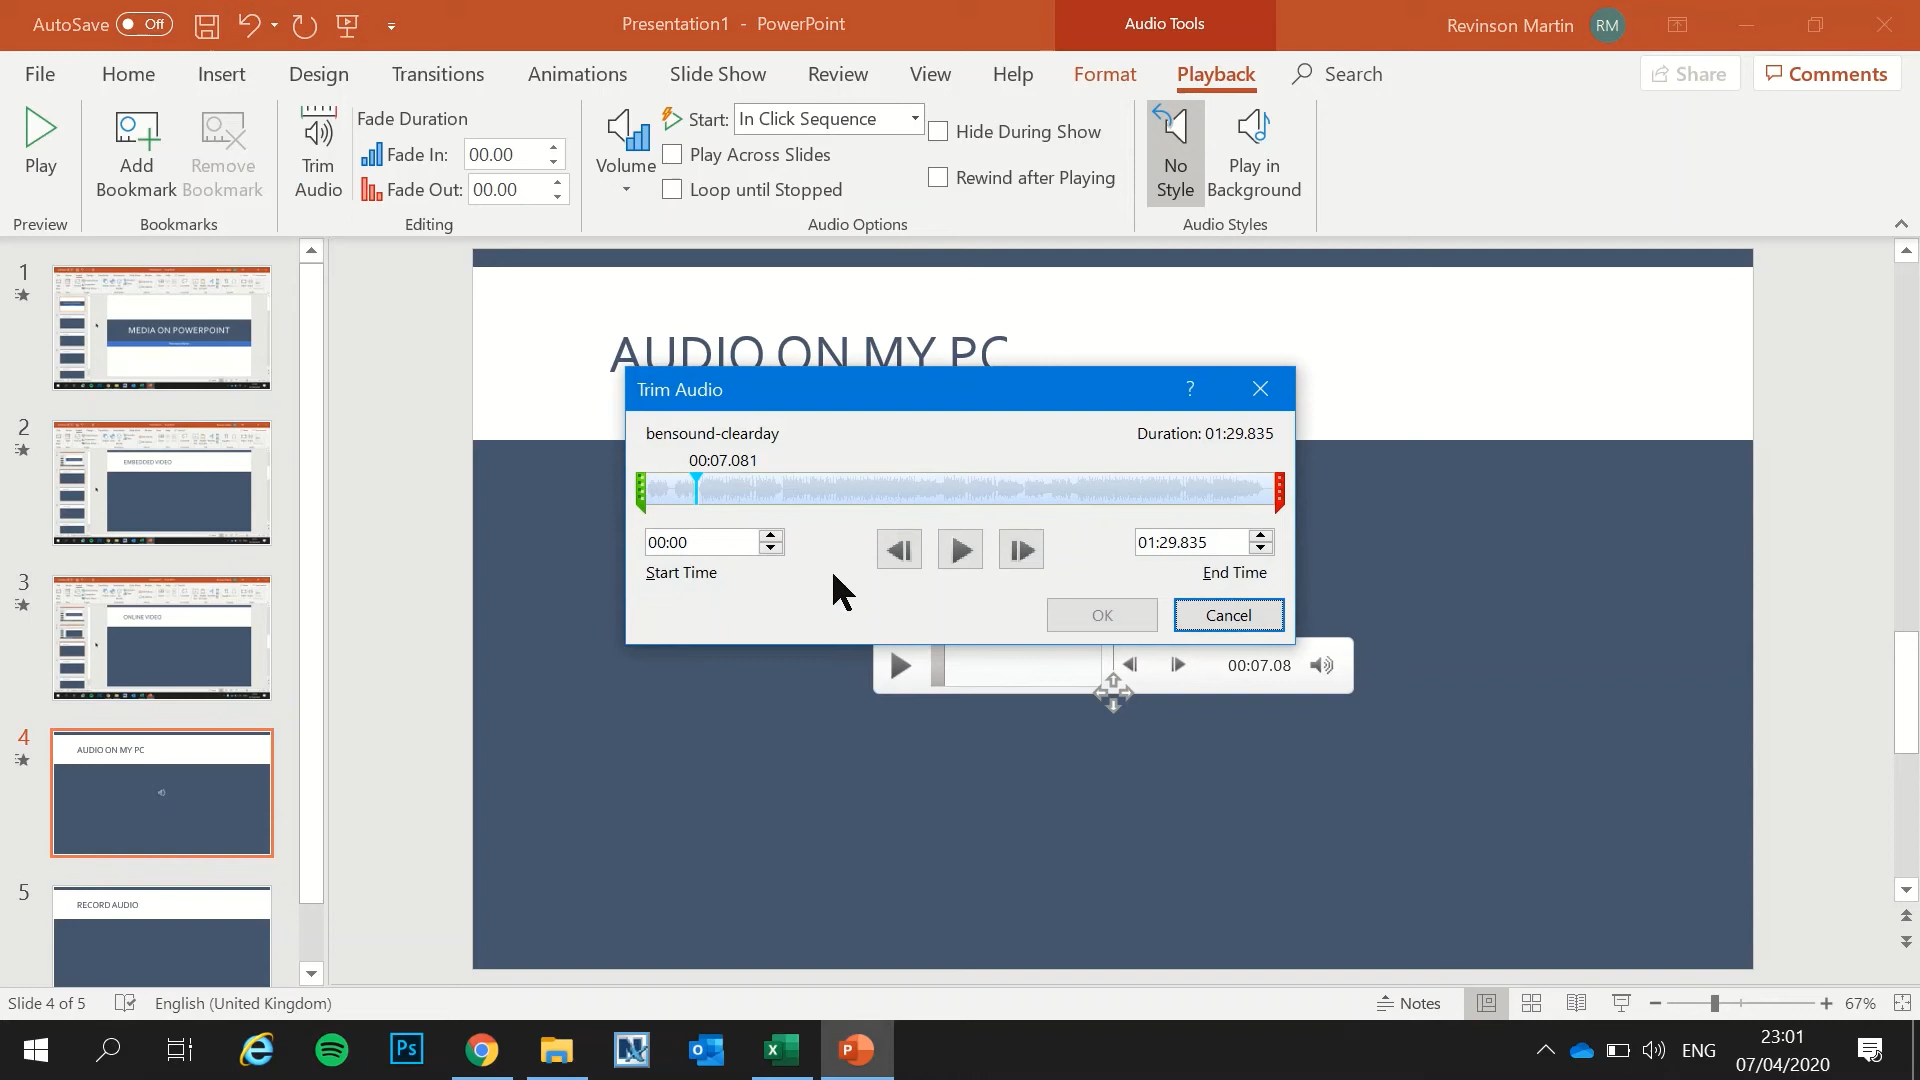 AutoSave Off
Presentation1 - PowerPoint
Audio Tools
Revinson Martin RM
File Home Insert Design Transitions Animations Slide Show Review View Help Format Playback Search
Share
Comments
Play
Add Bookmark
Remove Bookmark
Trim Audio
Fade Duration
Fade In: 00.00
Fade Out: 00.00
Volume
Start: In Click Sequence
Play Across Slides
Loop until Stopped
Hide During Show
Rewind after Playing
No Style
Play in Background
Preview
Bookmarks
Editing
Audio Options
Audio Styles
1
MEDIA ON POWERPOINT
2
EMBEDDED VIDEO
3
ONLINE VIDEO
4
AUDIO ON MY PC
5
RECORD AUDIO
AUDIO ON MY PC
Trim Audio ?
bensound-clearday
Duration: 01:29.835
00:07.081
00:00
01:29.835
Start Time
End Time
OK
Cancel
00:07.08
Slide 4 of 5
English (United Kingdom)
Notes
67%
Ps
ENG
23:01
07/04/2020